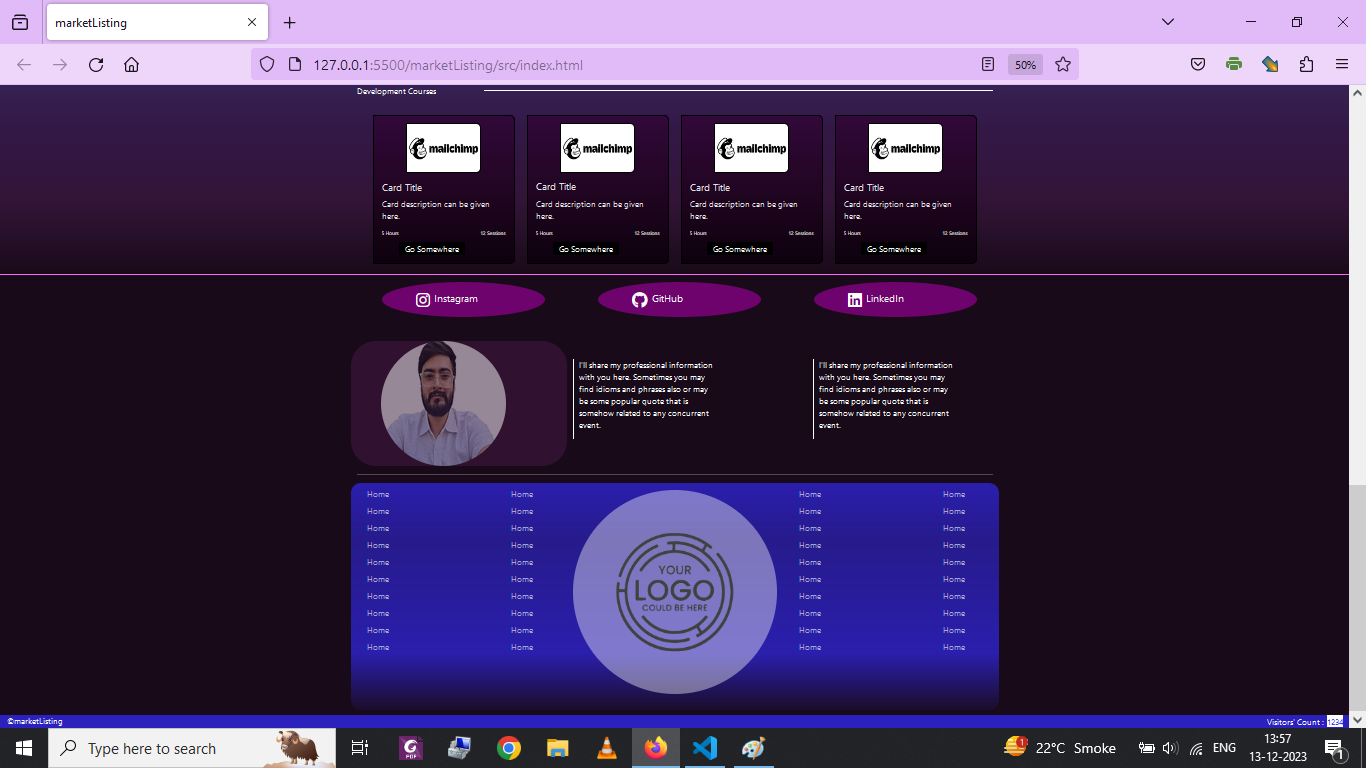 marketListing
127.0.0.1:5500/marketListing/src/index.html
50%
Development Courses
mailchimp mailchimp mailchimp mailchimp
Card Title Card Title Card Title Card Title
Card description can be given Card description can be given Card description can be given Card description can be given
here. here. here. here.
5 Hours 12 Sessions 5 Hours 12 Sessions 5 Hours 12 Sessions 5 Hours 12 Sessions
Go Somewhere Go Somewhere Go Somewhere Go Somewhere
Instagram GitHub LinkedIn
I'll share my professional information
with you here. Sometimes you may
find idioms and phrases also or may
be some popular quote that is
somehow related to any concurrent
event.
I'll share my professional information
with you here. Sometimes you may
find idioms and phrases also or may
be some popular quote that is
somehow related to any concurrent
event.
Home Home Home Home
Home Home Home Home
Home Home Home Home
Home Home Home Home
Home Home Home Home
Home Home Home Home
Home Home Home Home
Home Home Home Home
Home Home Home Home
Home Home Home Home
YOUR
LOGO
COULD BE HERE
©marketListing
Visitors' Count : 1234
Type here to search
G
PDF
1
22°C Smoke
ENG
13:57
13-12-2023
1